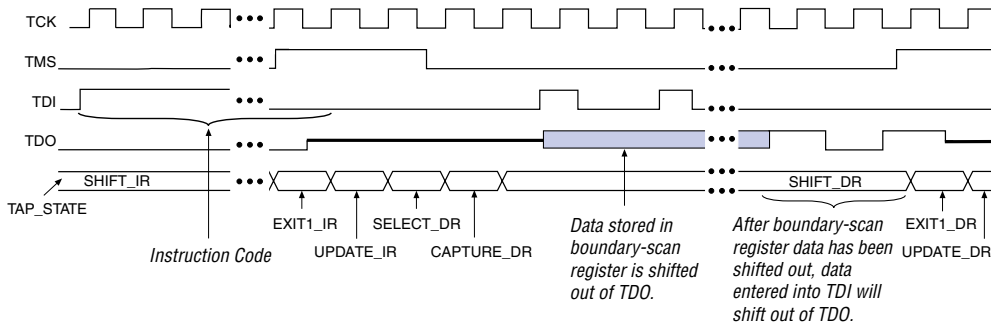 TCK
TMS
TDI
TDO
SHIFT_IR
SHIFT_DR
TAP_STATE
EXIT1_IR
SELECT_DR
EXIT1_DR
Instruction Code
UPDATE_IR
CAPTURE_DR
UPDATE_DR
Data stored in
boundary-scan
register is shifted
out of TDO.
After boundary-scan
register data has been
shifted out, data
entered into TDI will
shift out of TDO.